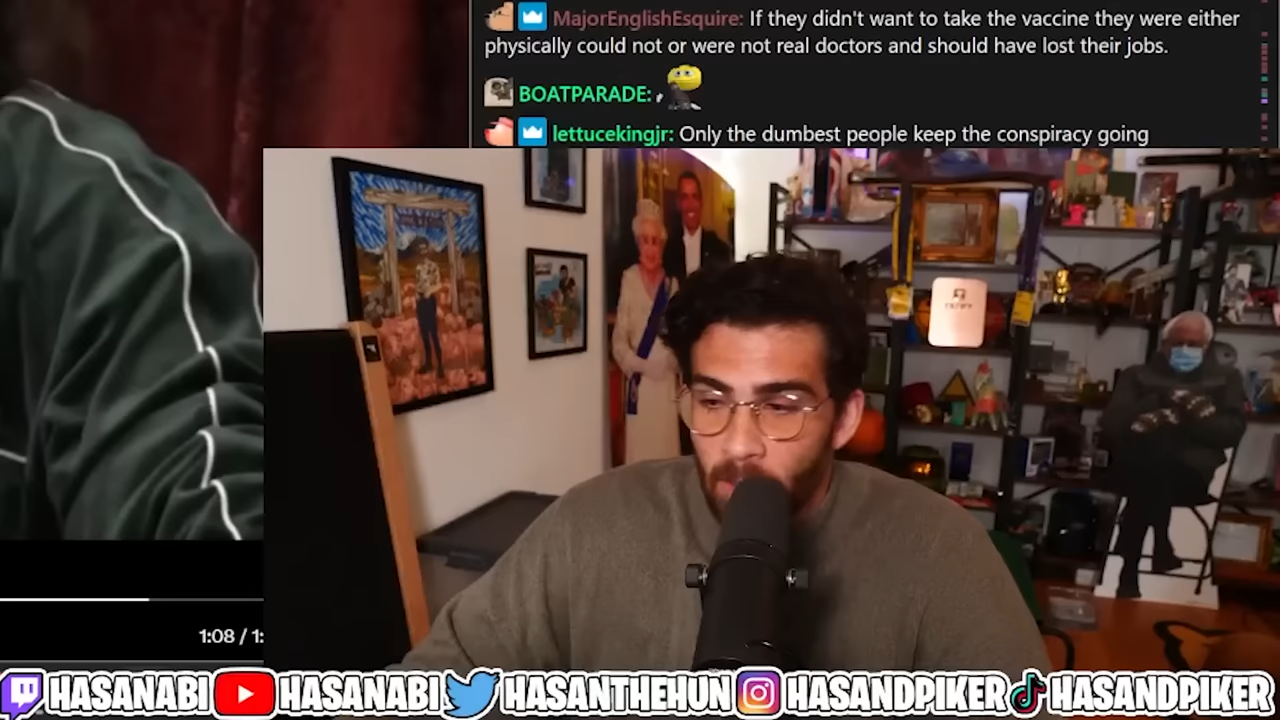 MajorEnglishEsquire: If they didn't want to take the vaccine they were either
physically could not or were not real doctors and should have lost their jobs.
BOATPARADE:
lettucekingjr: Only the dumbest people keep the conspiracy going
1:08 / 1:
HASANABI HASANABI HASANTHEHUN HASANDPIKER HASANDPIKER